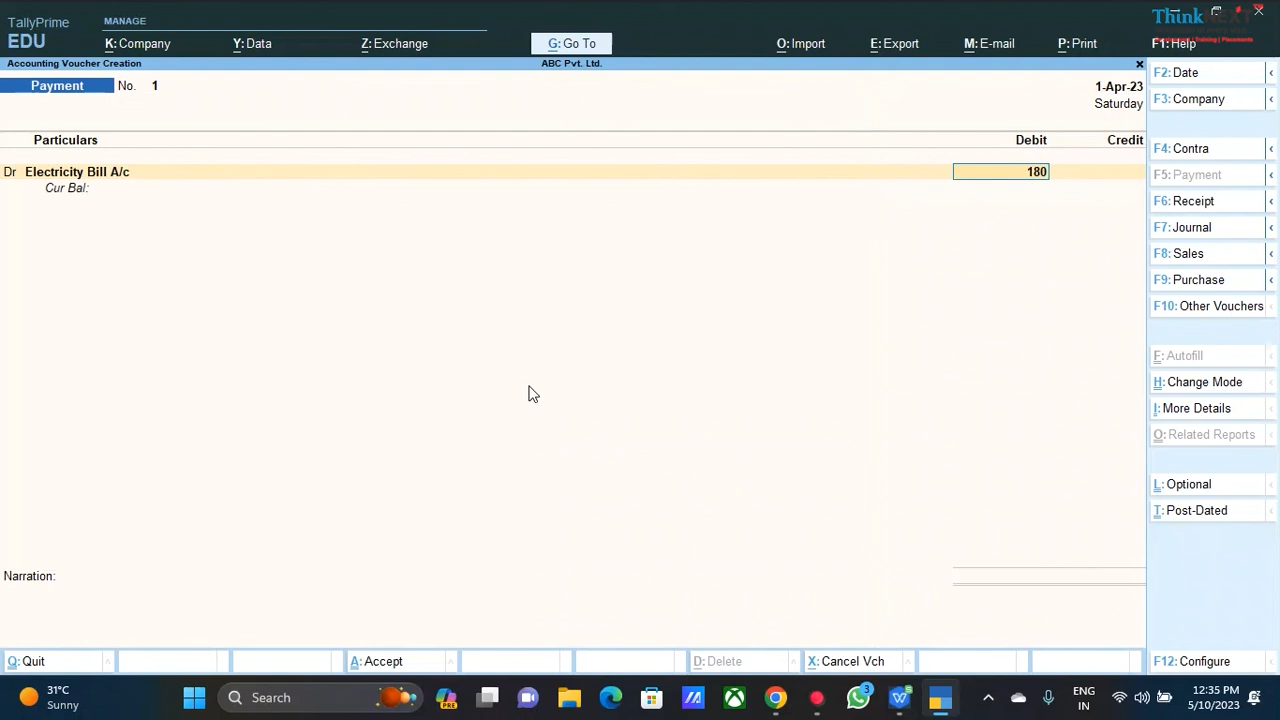 TallyPrime
EDU
MANAGE
K: Company
Y: Data
Z: Exchange
G: Go To
O: Import
E: Export
M: E-mail
P: Print
F1: Help
ThinkNEXT
Accounting Voucher Creation
ABC Pvt. Ltd.
Payment No. 1
1-Apr-23
Saturday
Particulars
Debit
Credit
Dr Electricity Bill A/c
180
Cur Bal:
Narration:
F2: Date
F3: Company
F4: Contra
F5: Payment
F6: Receipt
F7: Journal
F8: Sales
F9: Purchase
F10: Other Vouchers
F: Autofill
H: Change Mode
I: More Details
O: Related Reports
L: Optional
T: Post-Dated
F12: Configure
Q: Quit
A: Accept
D: Delete
X: Cancel Vch
31°C
Sunny
Search
PRE
3
ENG
IN
12:35 PM
5/10/2023